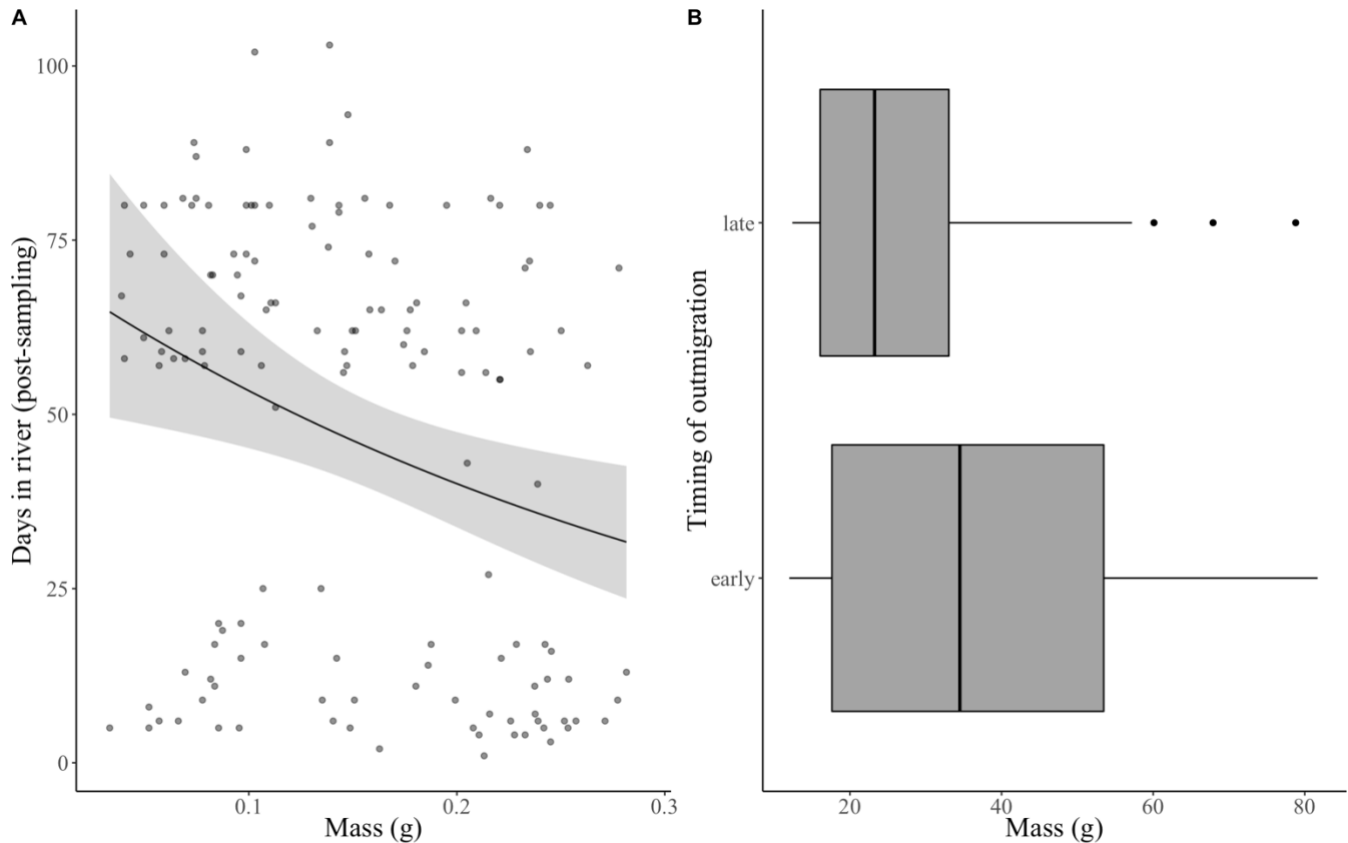 A
Days in river (post-sampling)
100
75
50
25
0
0.1
0.2
0.3
Mass (g)
B
Timing of outmigration
late
early
20
40
60
80
Mass (g)